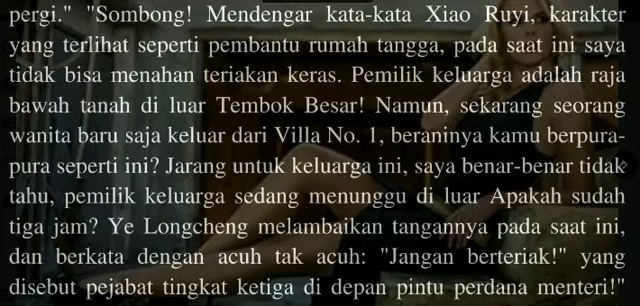 pergi." "Sombong! Mendengar kata-kata Xiao Ruyi, karakter
yang terlihat seperti pembantu rumah tangga, pada saat ini saya
tidak bisa menahan teriakan keras. Pemilik keluarga adalah raja
bawah tanah di luar Tembok Besar! Namun, sekarang seorang
wanita baru saja keluar dari Villa No. 1, beraninya kamu berpura-
pura seperti ini? Jarang untuk keluarga ini, saya benar-benar tidak
tahu, pemilik keluarga sedang menunggu di luar Apakah sudah
tiga jam? Ye Longcheng melambaikan tangannya pada saat ini,
dan berkata dengan acuh tak acuh: "Jangan berteriak!" yang
disebut pejabat tingkat ketiga di depan pintu perdana menteri!"